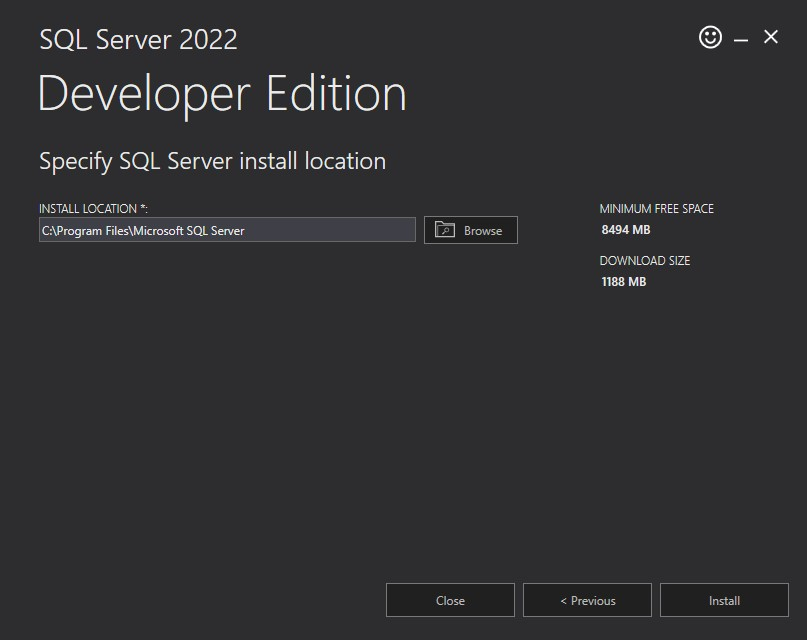 SQL Server 2022
Developer Edition
Specify SQL Server install location
INSTALL LOCATION *:
C:\Program Files\Microsoft SQL Server
Browse
MINIMUM FREE SPACE
8494 MB
DOWNLOAD SIZE
1188 MB
Close
< Previous
Install